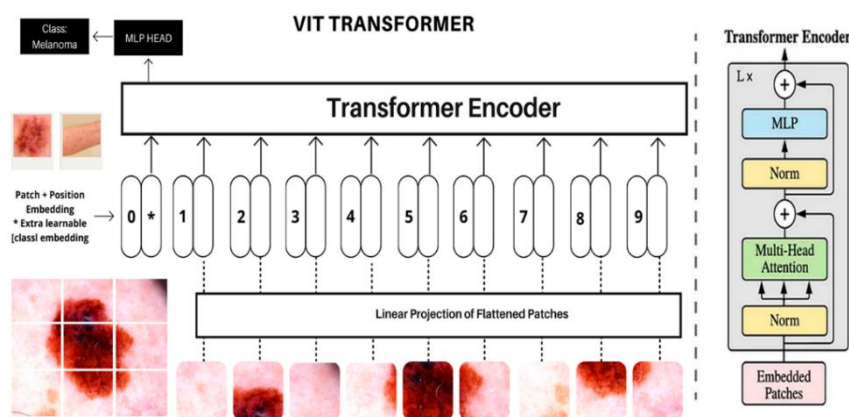 VIT TRANSFORMER
Class:
Melanoma
MLP HEAD
Transformer Encoder
Patch + Position
Embedding
* Extra learnable
[classl embedding
0 * 1 2 3 4 5 6 7 8 9
Linear Projection of Flattened Patches
Transformer Encoder
L x
+
MLP
Norm
+
Multi-Head
Attention
Norm
Embedded
Patches